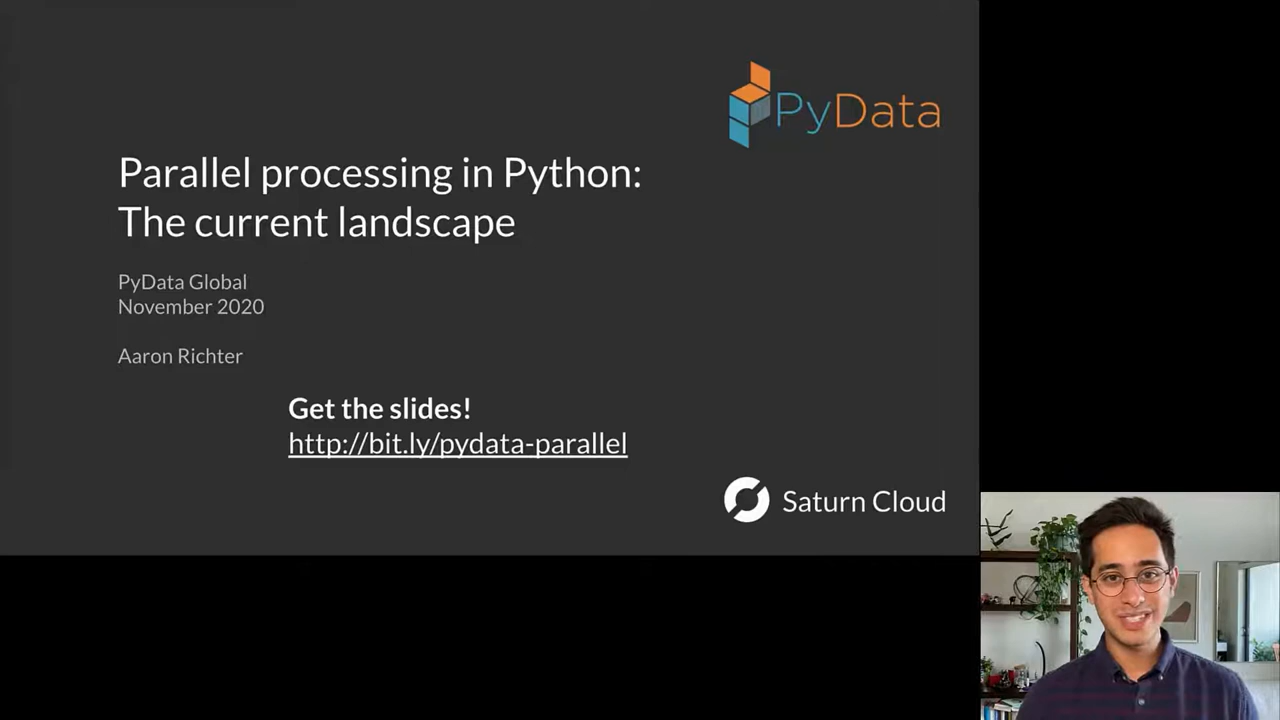 PyData
Parallel processing in Python:
The current landscape
PyData Global
November 2020
Aaron Richter
Get the slides!
http://bit.ly/pydata-parallel
Saturn Cloud